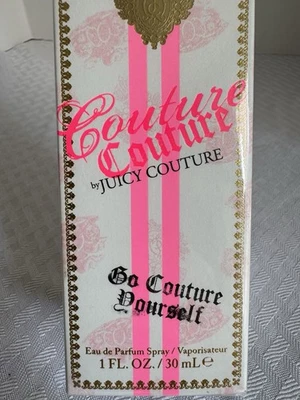 Couture
Couture
by JUICY COUTURE
Go Couture
Yourself
Eau de Parfum Spray / Vaporisateur
1 FL. OZ. / 30 mL ℮